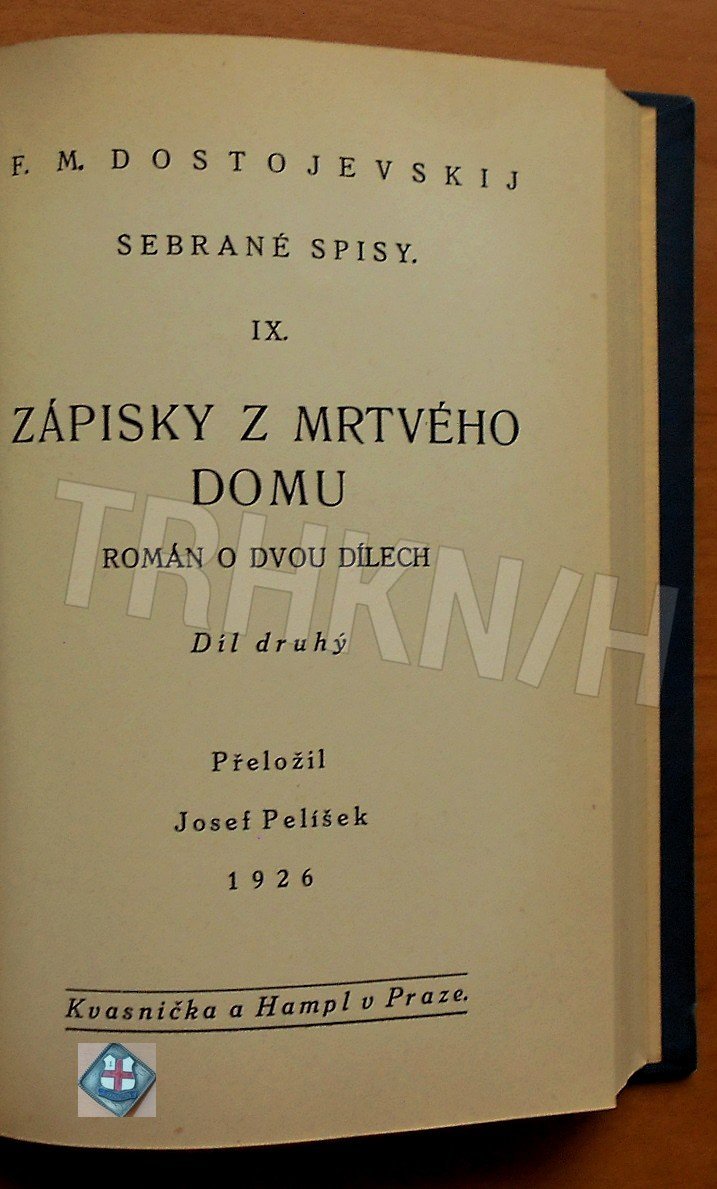 F. M. DOSTOJEVSKIJ
SEBRANÉ SPISY.
IX.
ZÁPISKY Z MRTVÉHO
DOMU
ROMÁN O DVOU DÍLECH
Díl druhý
Přeložil
Josef Pelíšek
1926
Kvasnička a Hampl v Praze.
TRHKN/H